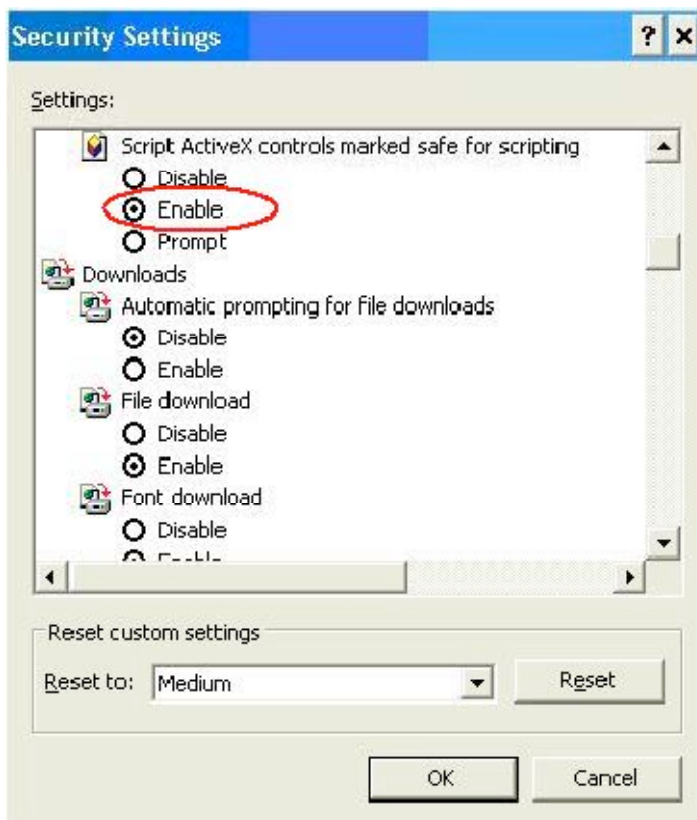 Security Settings
Settings:
Script ActiveX controls marked safe for scripting
Disable
Enable
Prompt
Downloads
Automatic prompting for file downloads
Disable
Enable
File download
Disable
Enable
Font download
Disable
Enable
Reset custom settings
Reset to: Medium Reset
OK Cancel